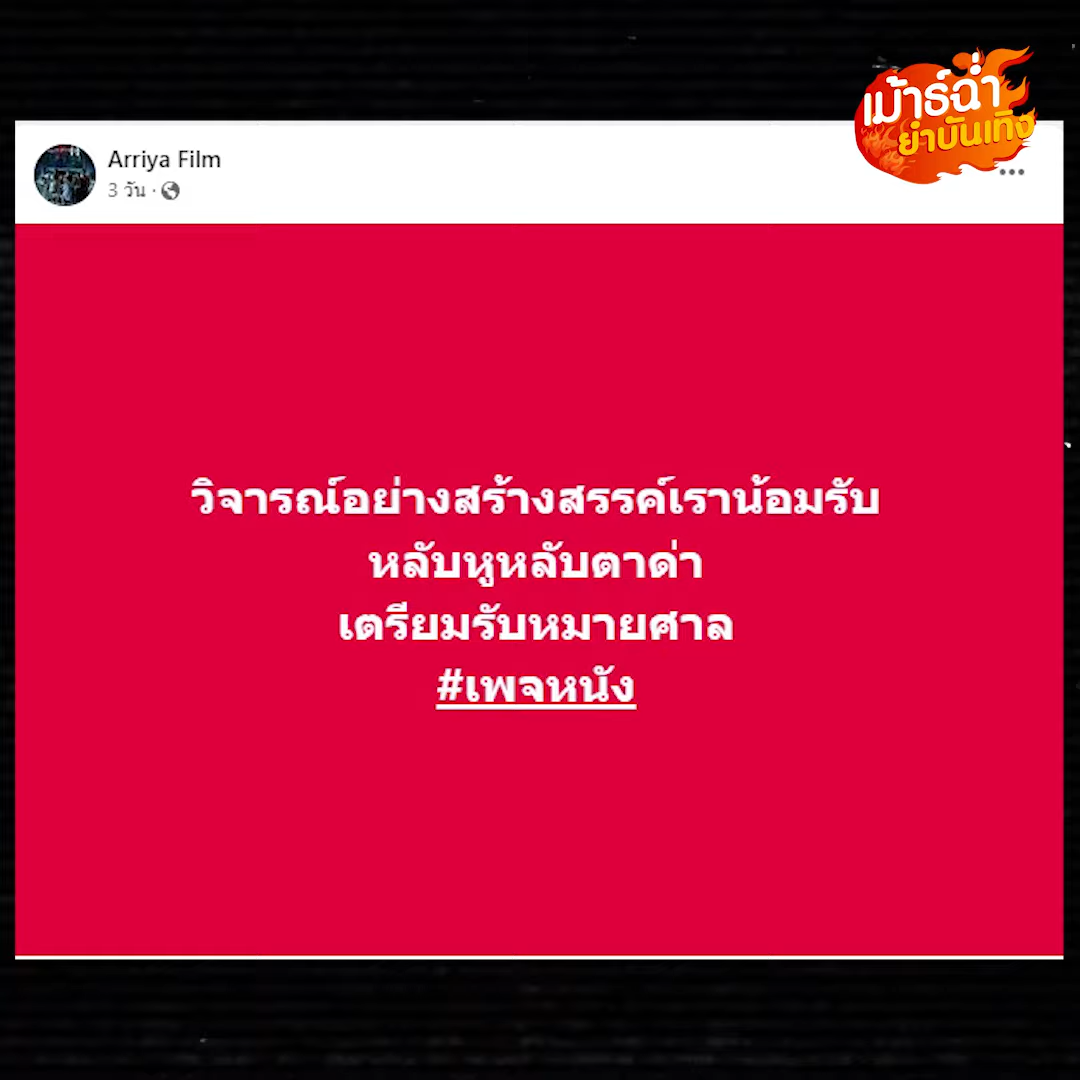 เม้าธ์ฉ่ำ
ยำบันเทิง
Arriya Film
3 วัน ·
วิจารณ์อย่างสร้างสรรค์เราน้อมรับ
หลับหูหลับตาด่า
เตรียมรับหมายศาล
#เพจหนัง